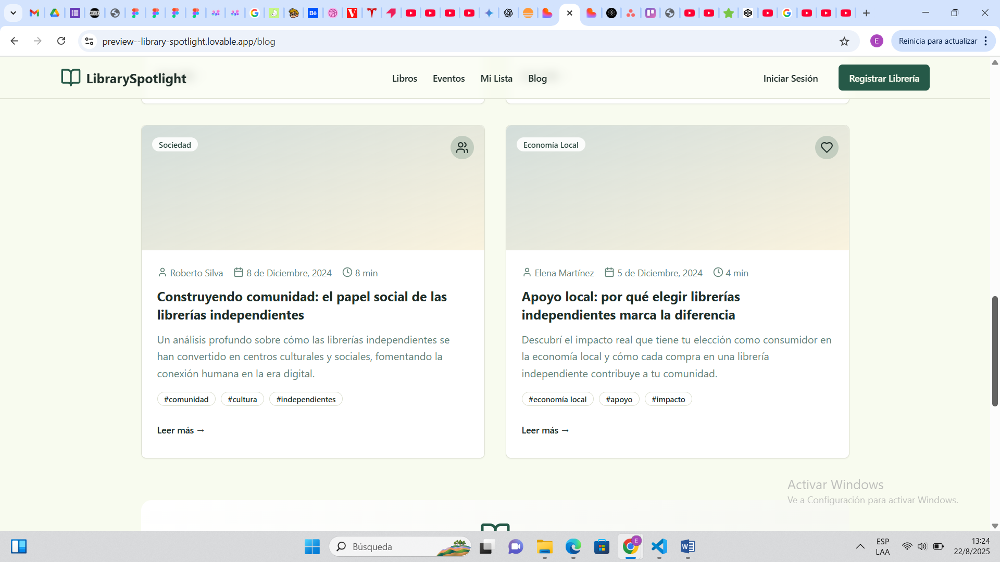 preview--library-spotlight.lovable.app/blog
E
Reinicia para actualizar
LibrarySpotlight
Libros
Eventos
Mi Lista
Blog
Iniciar Sesión
Registrar Librería
Sociedad
Roberto Silva
8 de Diciembre, 2024
8 min
Construyendo comunidad: el papel social de las
librerías independientes
Un análisis profundo sobre cómo las librerías independientes se
han convertido en centros culturales y sociales, fomentando la
conexión humana en la era digital.
#comunidad
#cultura
#independientes
Leer más →
Economía Local
Elena Martínez
5 de Diciembre, 2024
4 min
Apoyo local: por qué elegir librerías
independientes marca la diferencia
Descubrí el impacto real que tiene tu elección como consumidor en
la economía local y cómo cada compra en una librería
independiente contribuye a tu comunidad.
#economía local
#apoyo
#impacto
Leer más →
Activar Windows
Ve a Configuración para activar Windows.
Búsqueda
E
ESP
LAA
13:24
22/8/2025